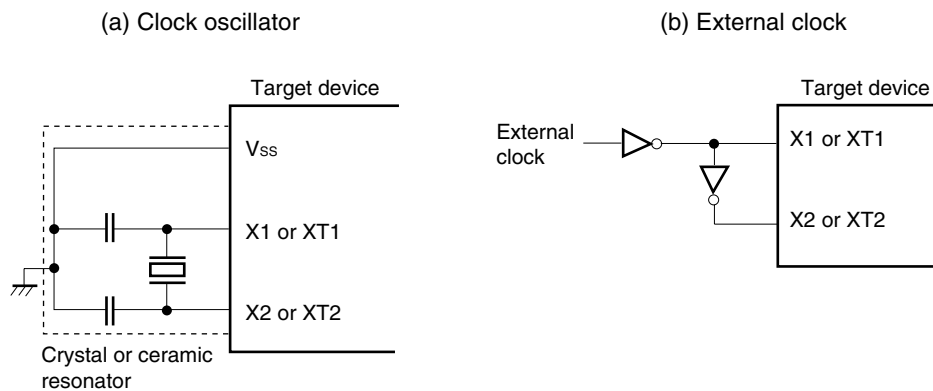 (a) Clock oscillator
Target device
VSS
X1 or XT1
X2 or XT2
Crystal or ceramic
resonator
(b) External clock
Target device
External
clock
X1 or XT1
X2 or XT2